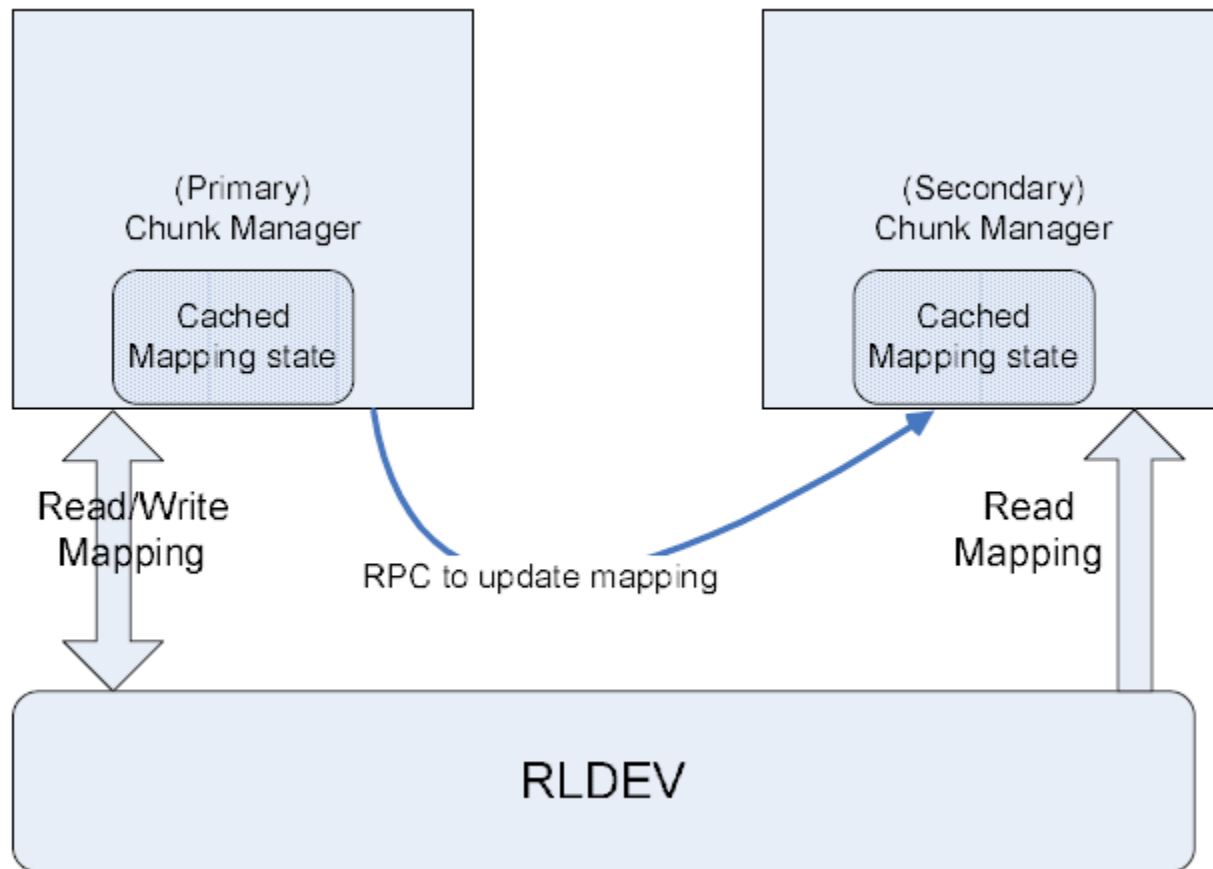 (Primary)
Chunk Manager
Cached
Mapping state
(Secondary)
Chunk Manager
Cached
Mapping state
Read/Write
Mapping
RPC to update mapping
Read
Mapping
RLDEV